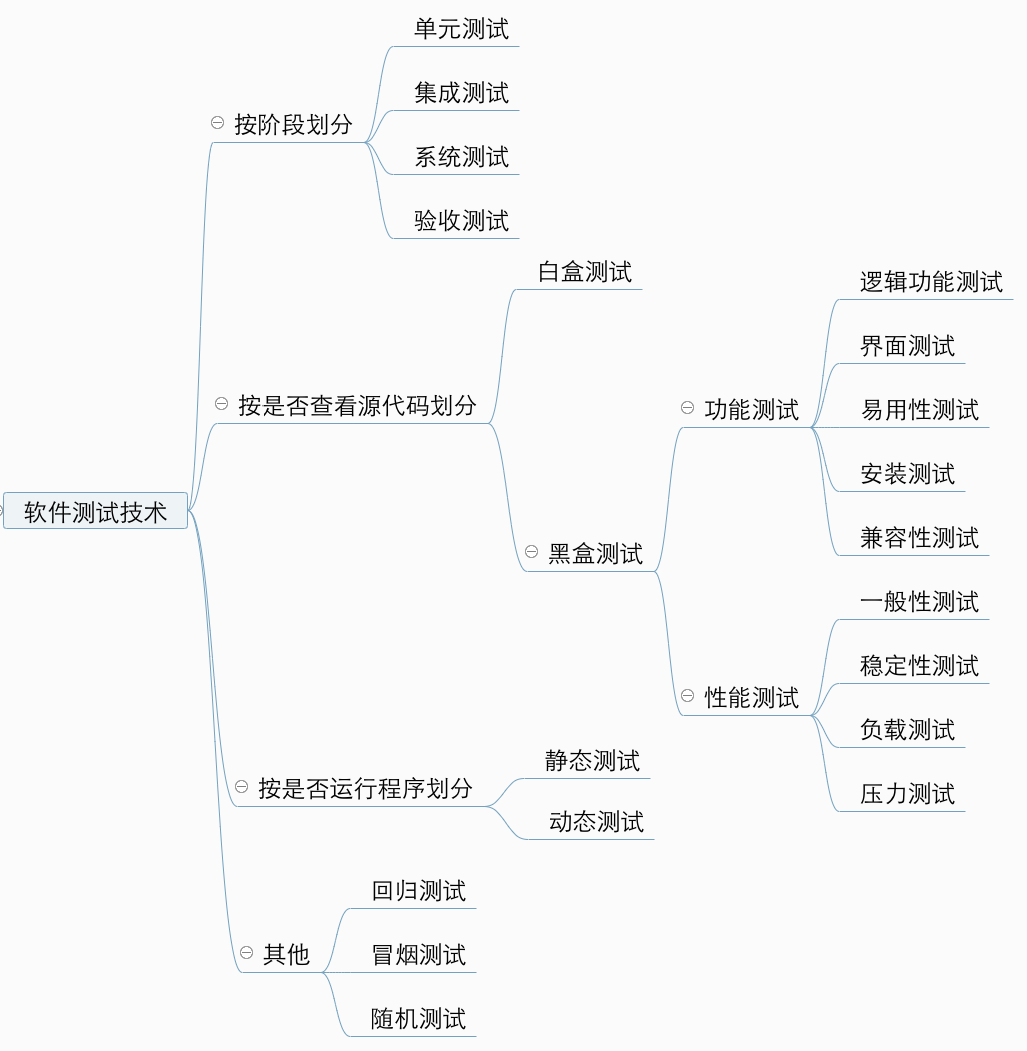 软件测试技术
按阶段划分
单元测试
集成测试
系统测试
验收测试
按是否查看源代码划分
白盒测试
黑盒测试
功能测试
逻辑功能测试
界面测试
易用性测试
安装测试
兼容性测试
性能测试
一般性测试
稳定性测试
负载测试
压力测试
按是否运行程序划分
静态测试
动态测试
其他
回归测试
冒烟测试
随机测试